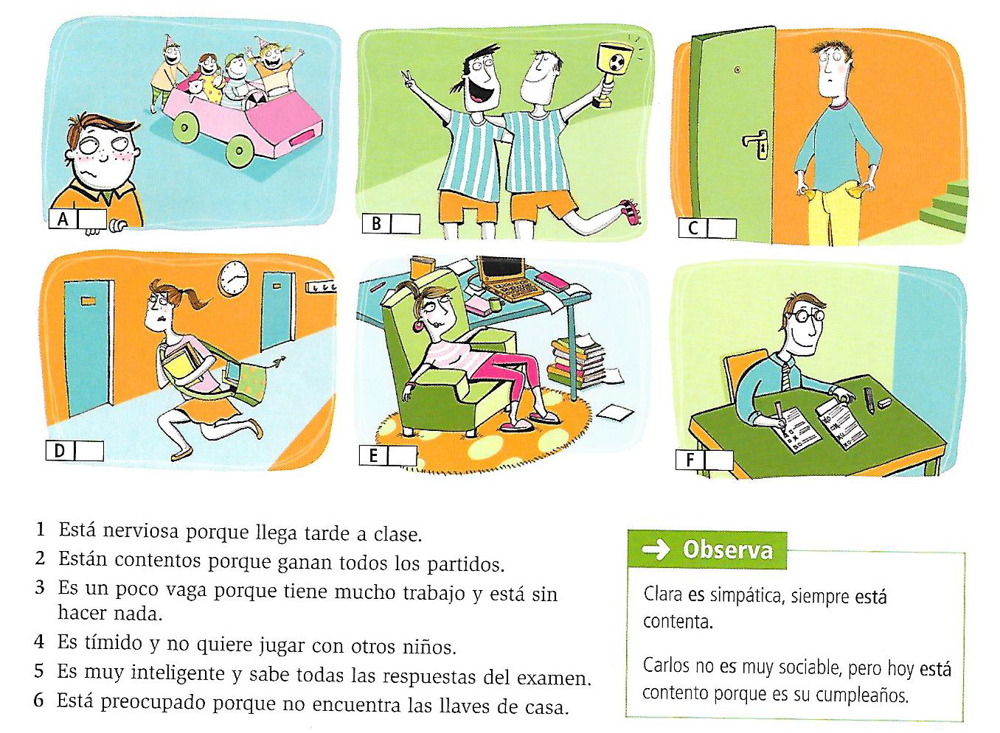 A
B
C
D
E
F
1 Está nerviosa porque llega tarde a clase.
2 Están contentos porque ganan todos los partidos.
3 Es un poco vaga porque tiene mucho trabajo y está sin
hacer nada.
4 Es tímido y no quiere jugar con otros niños.
5 Es muy inteligente y sabe todas las respuestas del examen.
6 Está preocupado porque no encuentra las llaves de casa.
→ Observa
Clara es simpática, siempre está
contenta.
Carlos no es muy sociable, pero hoy está
contento porque es su cumpleaños.